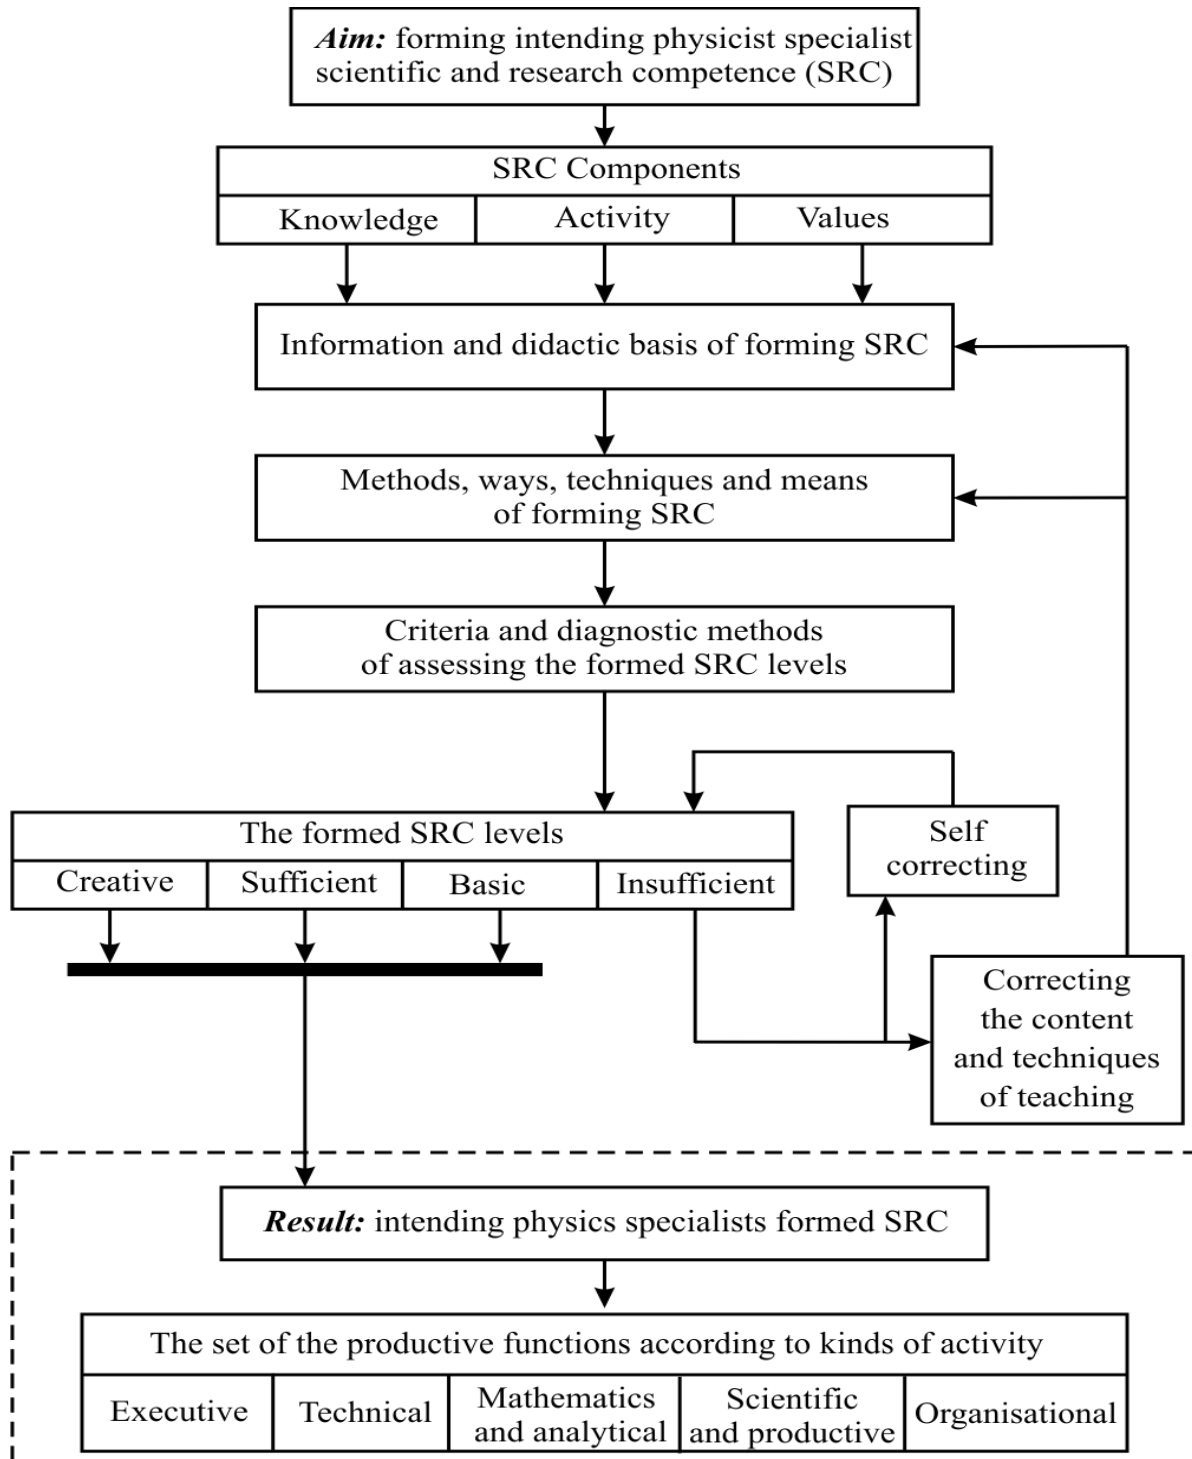 Aim: forming intending physicist specialist
scientific and research competence (SRC)
SRC Components
Knowledge
Activity
Values
Information and didactic basis of forming SRC
Methods, ways, techniques and means
of forming SRC
Criteria and diagnostic methods
of assessing the formed SRC levels
The formed SRC levels
Creative
Sufficient
Basic
Insufficient
Self
correcting
Correcting
the content
and techniques
of teaching
Result: intending physics specialists formed SRC
The set of the productive functions according to kinds of activity
Executive
Technical
Mathematics
and analytical
Scientific
and productive
Organisational